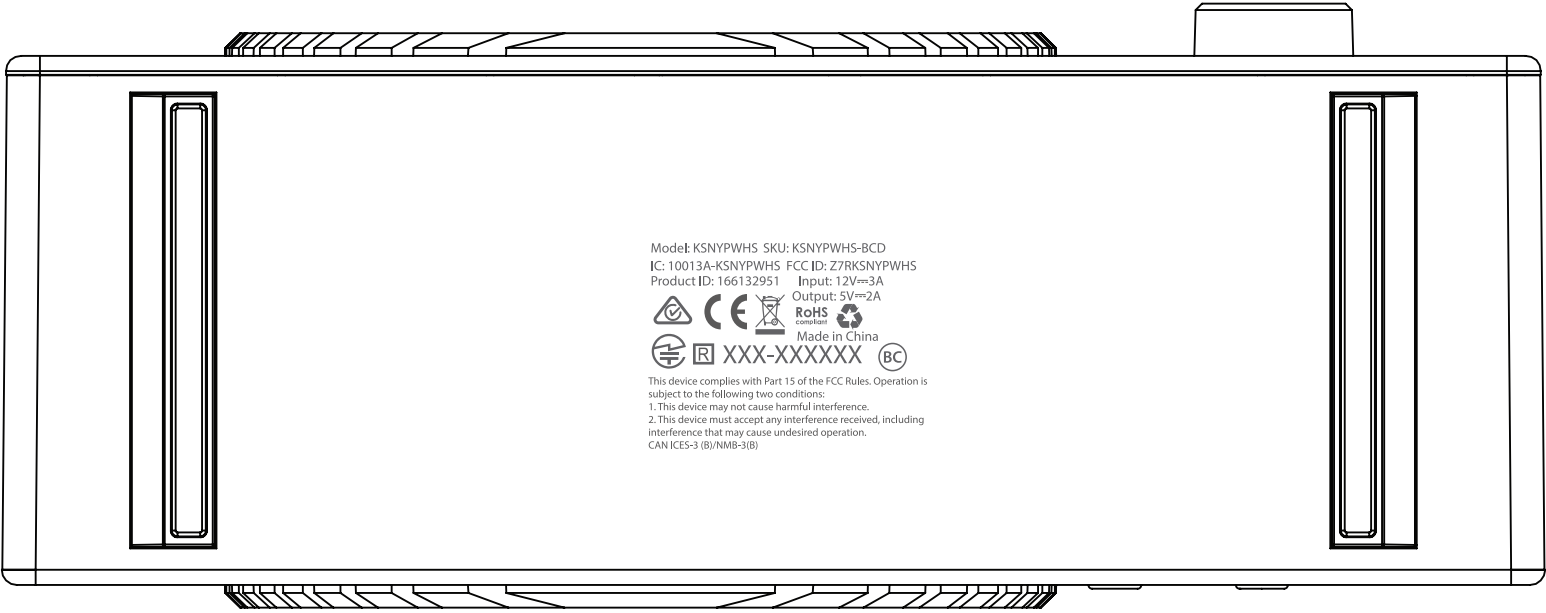 Model: KSNYPWHS SKU: KSNYPWHS-BCD
IC: 10013A-KSNYPWHS FCC ID: Z7RKSNYPWHS
Product ID: 166132951 Input: 12V⎓3A
Output: 5V⎓2A
CE RoHS
compliant
Made in China
R XXX-XXXXXX BC
This device complies with Part 15 of the FCC Rules. Operation is
subject to the following two conditions:
1. This device may not cause harmful interference.
2. This device must accept any interference received, including
interference that may cause undesired operation.
CAN ICES-3 (B)/NMB-3(B)